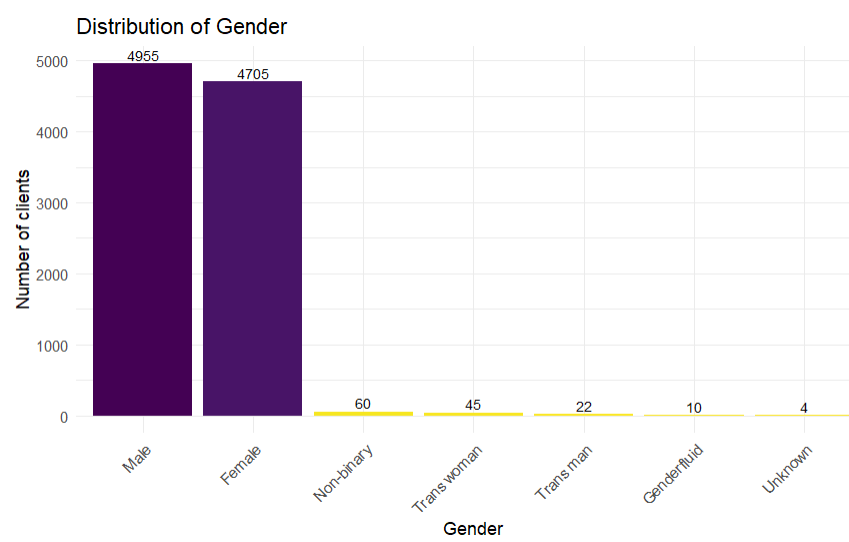 Distribution of Gender
4955
4705
60
45
22
10
4
5000
4000
3000
2000
1000
0
Number of clients
Male
Female
Non-binary
Trans woman
Trans man
Genderfluid
Unknown
Gender